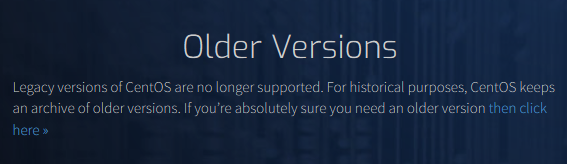 Older Versions
Legacy versions of CentOS are no longer supported. For historical purposes, CentOS keeps
an archive of older versions. If you're absolutely sure you need an older version then click
here »